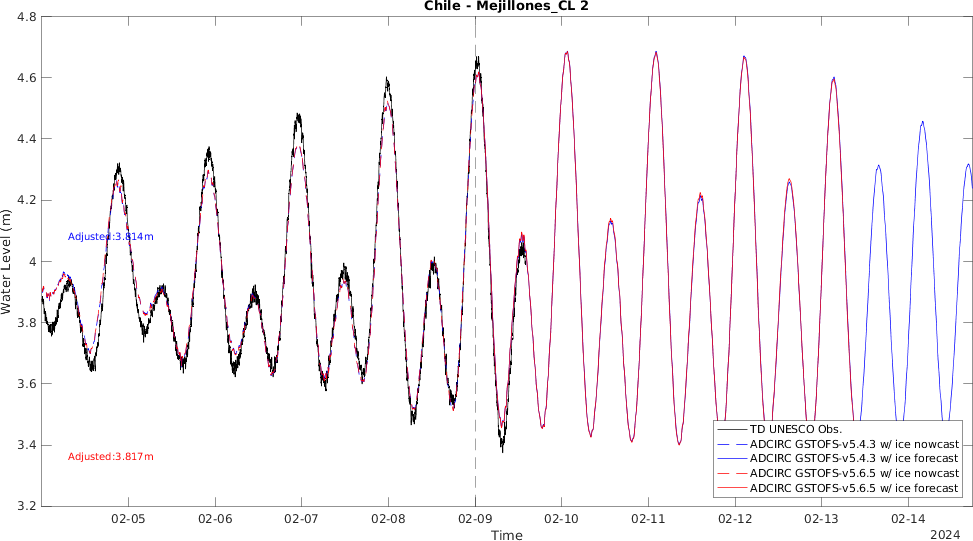 Chile - Mejillones_CL 2
4.8
4.6
4.4
4.2
4
3.8
3.6
3.4
3.2
Water Level (m)
Adjusted:3.814m
Adjusted:3.817m
TD UNESCO Obs.
ADCIRC GSTOFS-v5.4.3 w/ ice nowcast
ADCIRC GSTOFS-v5.4.3 w/ ice forecast
ADCIRC GSTOFS-v5.6.5 w/ ice nowcast
ADCIRC GSTOFS-v5.6.5 w/ ice forecast
02-05 02-06 02-07 02-08 02-09 02-10 02-11 02-12 02-13 02-14
Time
2024